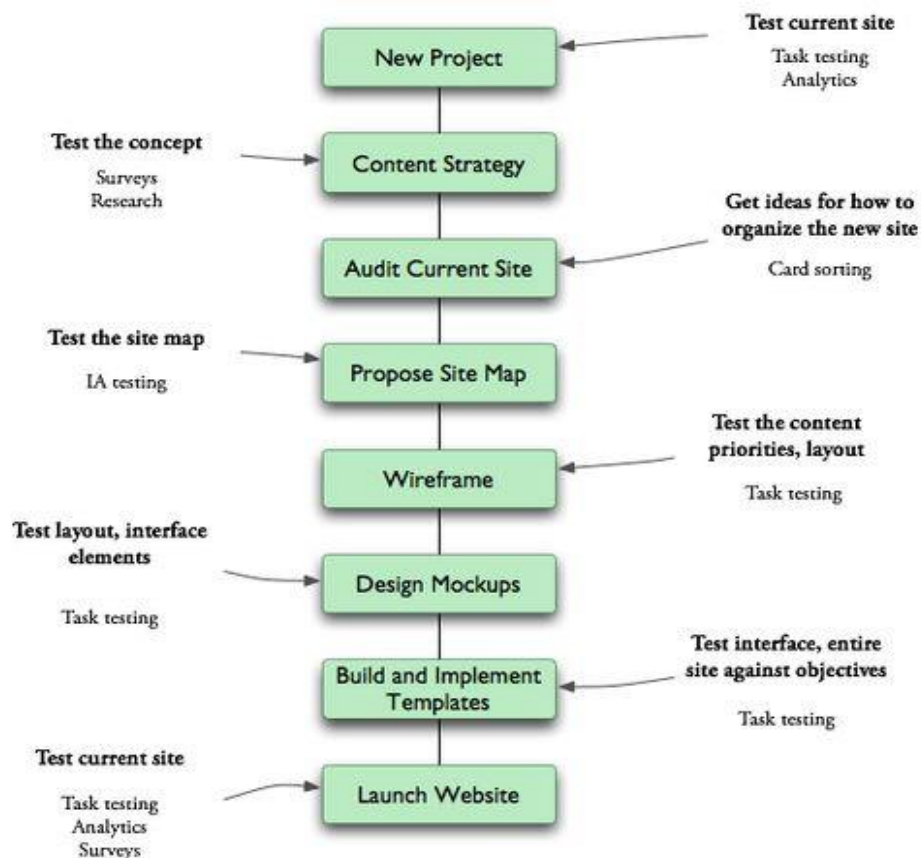 Test current site
Task testing
Analytics
New Project
Test the concept
Surveys
Research
Content Strategy
Get ideas for how to
organize the new site
Card sorting
Audit Current Site
Test the site map
IA testing
Propose Site Map
Test the content
priorities, layout
Task testing
Wireframe
Test layout, interface
elements
Task testing
Design Mockups
Test interface, entire
site against objectives
Task testing
Build and Implement
Templates
Test current site
Task testing
Analytics
Surveys
Launch Website